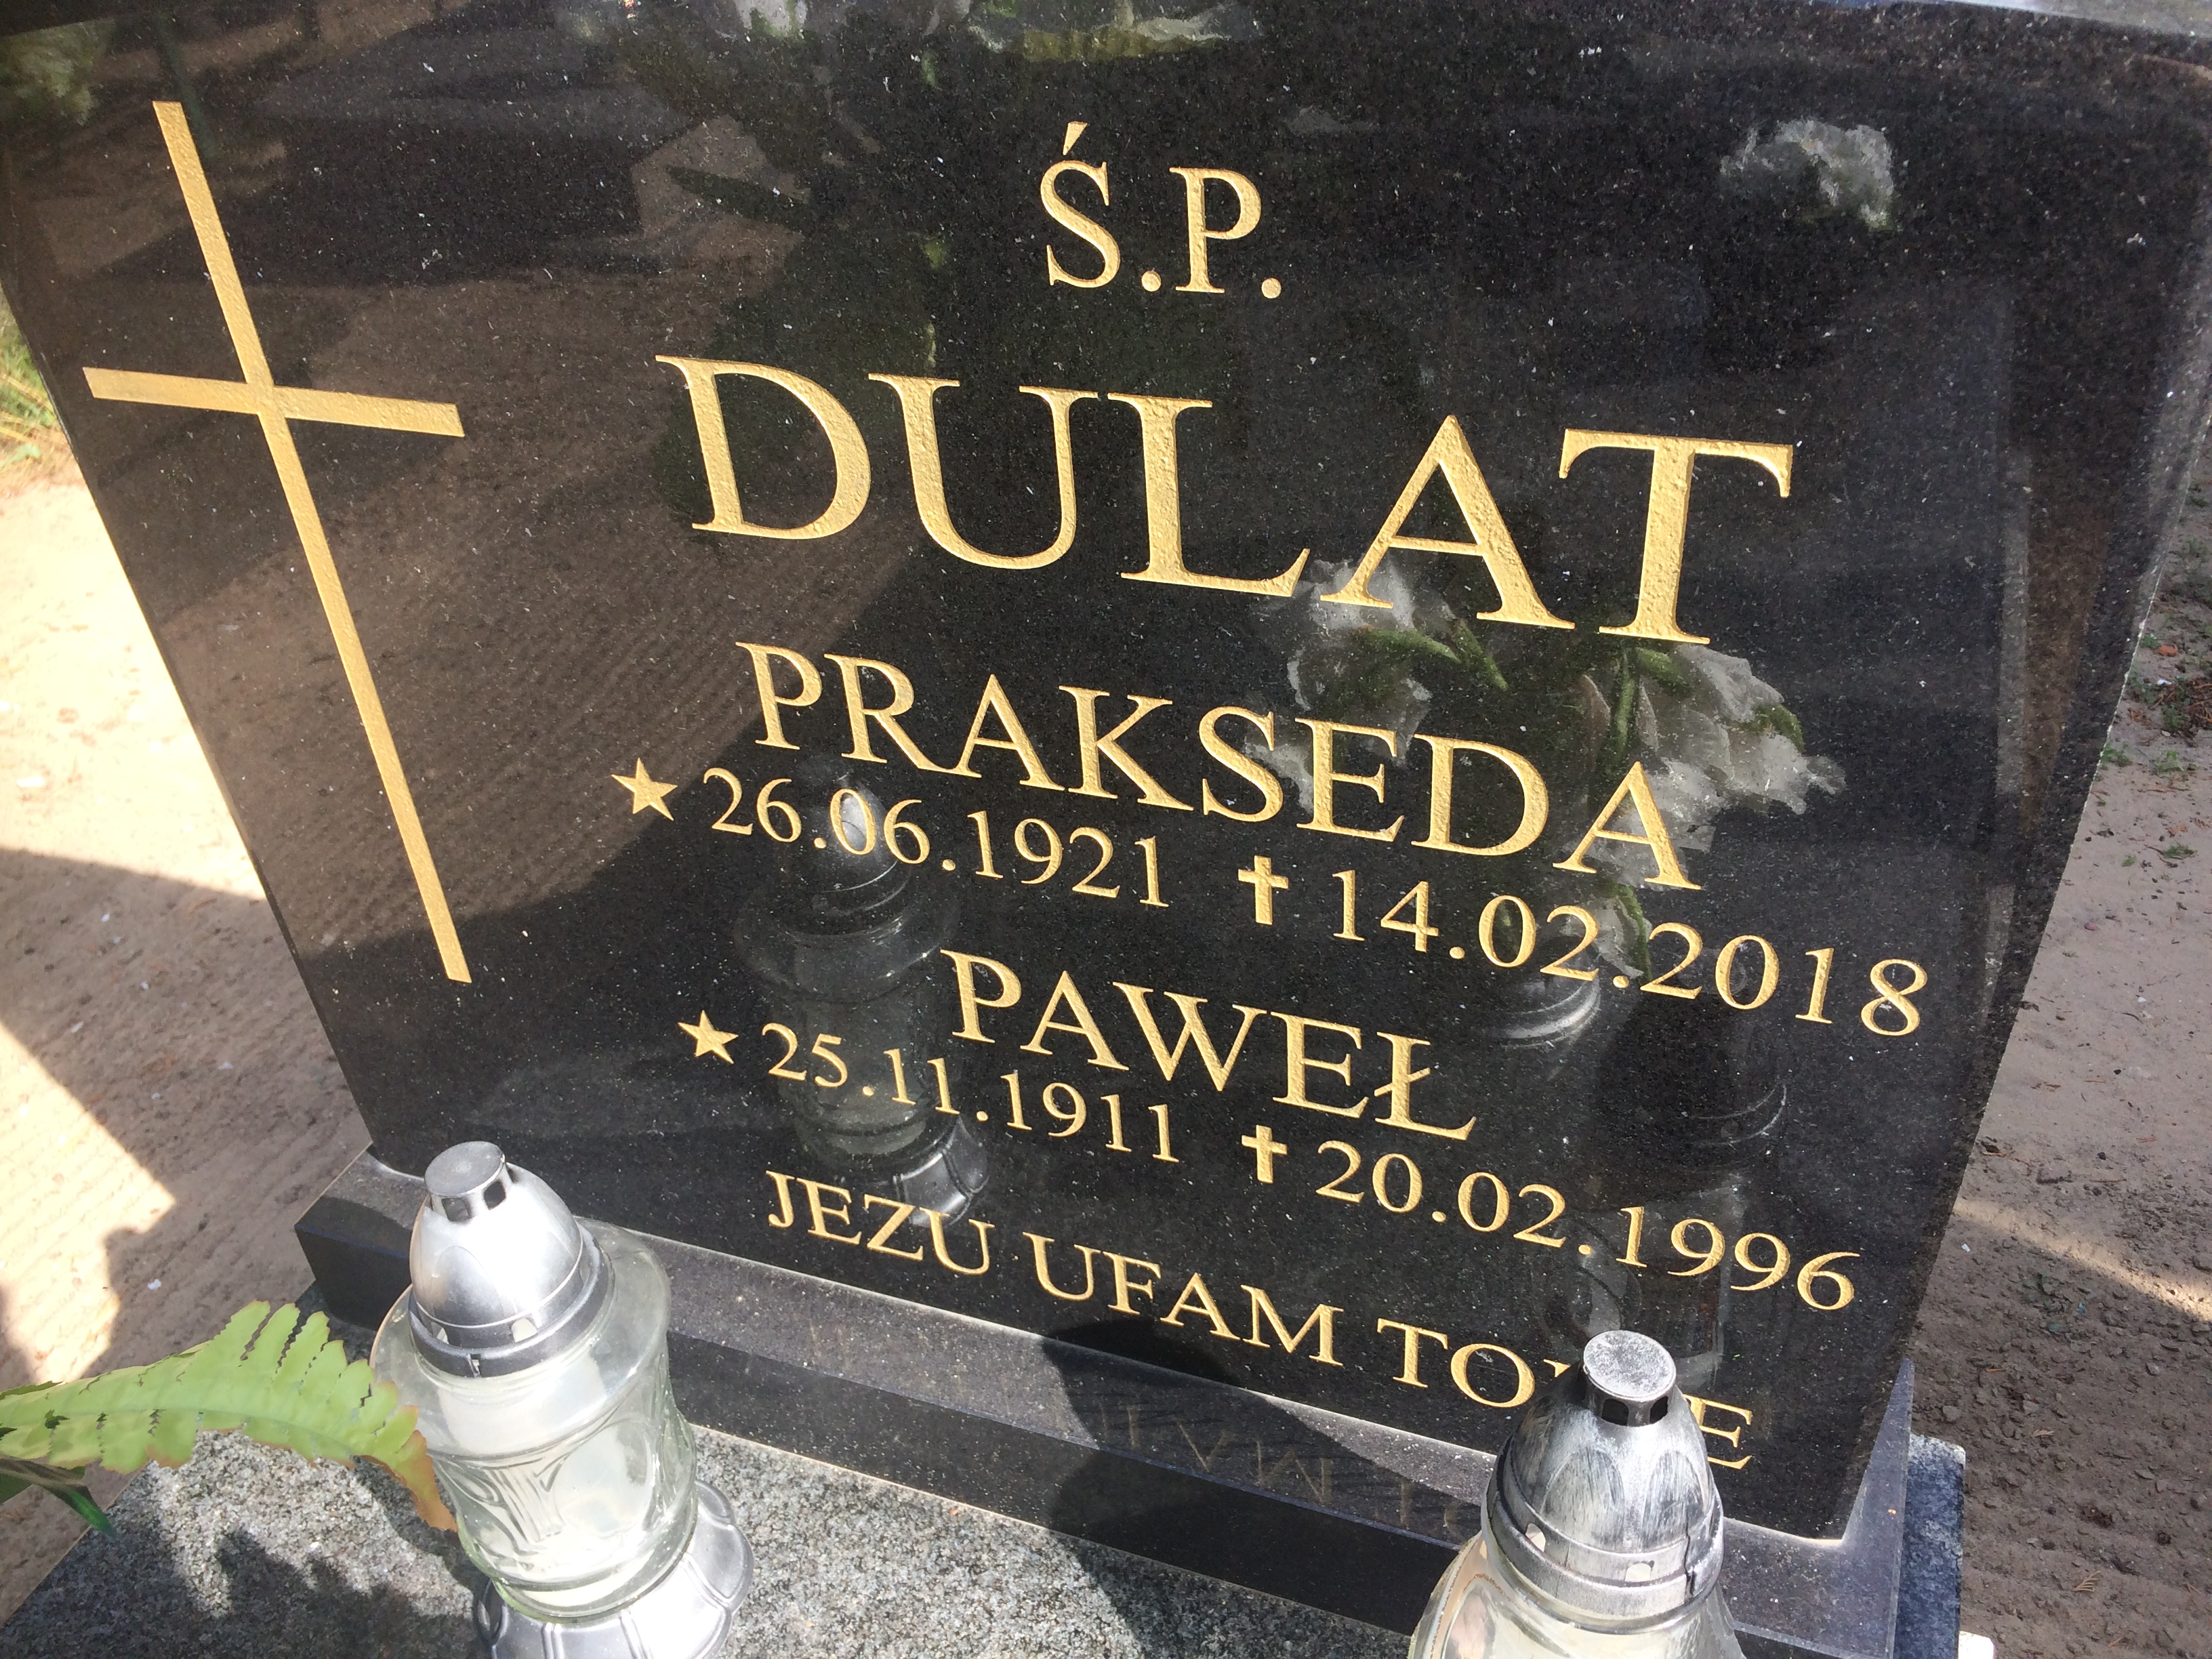 Ś.P.
DULAT
PRAKSEDA
★ 26.06.1921 ✝ 14.02.2018
PAWEŁ
★ 25.11.1911 ✝ 20.02.1996
JEZU UFAM